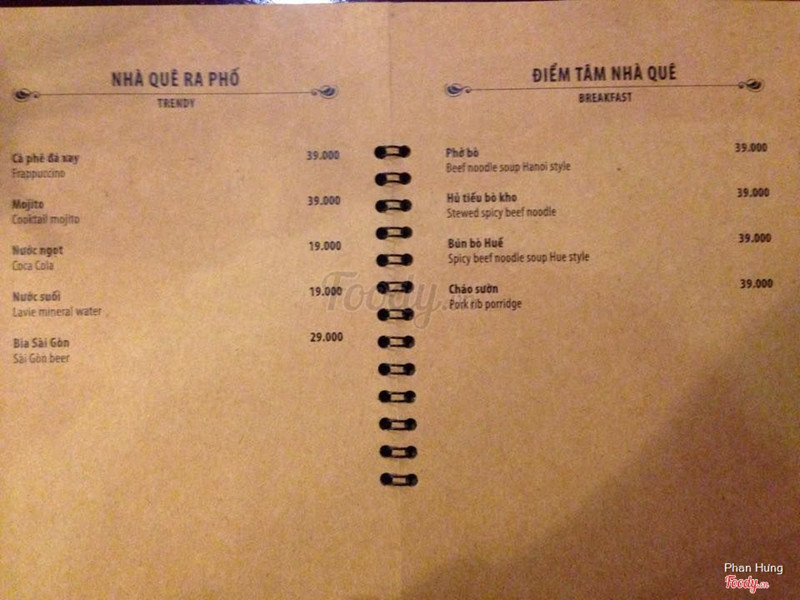 NHÀ QUÊ RA PHỐ
TRENDY
Cà phê đá xay 39.000
Frappuccino
Mojito 39.000
Cooktail mojito
Nước ngọt 19.000
Coca Cola
Nước suối 19.000
Lavie mineral water
Bia Sài Gòn 29.000
Sài Gòn beer
ĐIỂM TÂM NHÀ QUÊ
BREAKFAST
Phở bò 39.000
Beef noodle soup Hanoi style
Hủ tiếu bò kho 39.000
Stewed spicy beef noodle
Bún bò Huế 39.000
Spicy beef noodle soup Hue style
Cháo sườn 39.000
Pork rib porridge
Foody.vn
Phan Hưng
Foody.vn